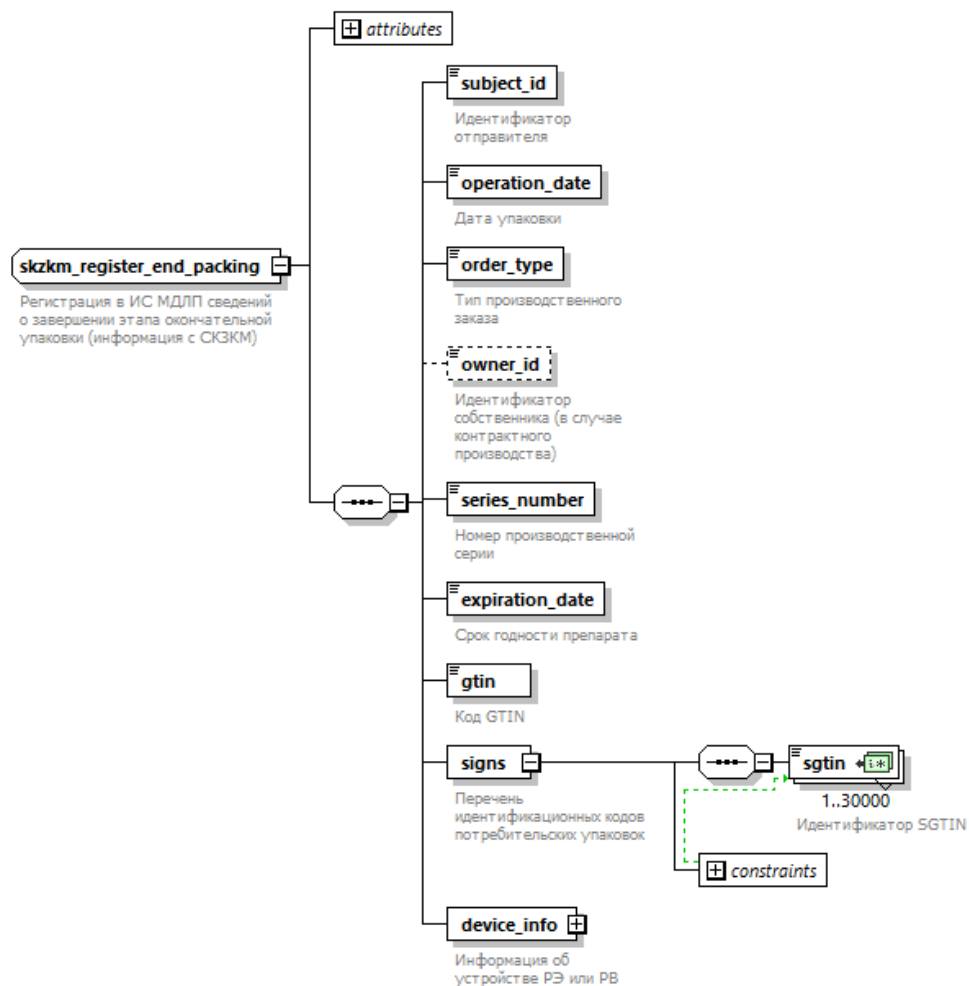 attributes
subject_id
Идентификатор
отправителя
operation_date
Дата упаковки
order_type
Тип производственного
заказа
skzkm_register_end_packing
Регистрация в ИС МДЛП сведений
о завершении этапа окончательной
упаковки (информация с СКЗКМ)
owner_id
Идентификатор
собственника (в случае
контрактного
производства)
series_number
Номер производственной
серии
expiration_date
Срок годности препарата
gtin
Код GTIN
signs
Перечень
идентификационных кодов
потребительских упаковок
sgtin
1..30000
Идентификатор SGTIN
constraints
device_info
Информация об
устройстве РЭ или РВ